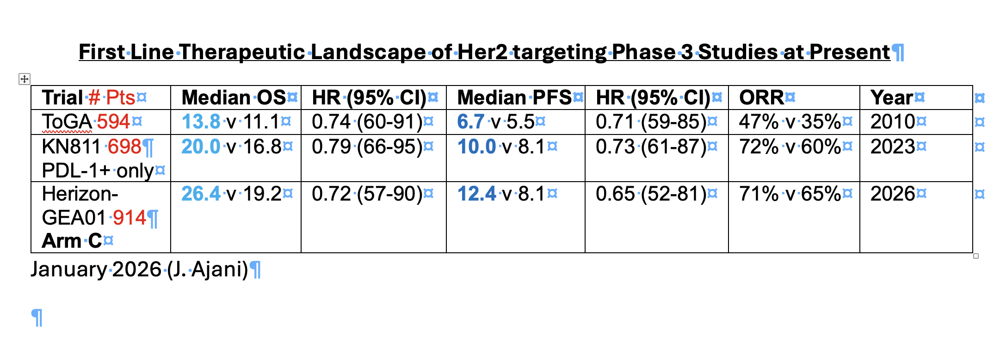 First Line Therapeutic Landscape of Her2 targeting Phase 3 Studies at Present
Trial # Pts Median OS HR (95% CI) Median PFS HR (95% CI) ORR Year
ToGA 594 13.8 v 11.1 0.74 (60-91) 6.7 v 5.5 0.71 (59-85) 47% v 35% 2010
KN811 698 20.0 v 16.8 0.79 (66-95) 10.0 v 8.1 0.73 (61-87) 72% v 60% 2023
PDL-1+ only
Herizon- 26.4 v 19.2 0.72 (57-90) 12.4 v 8.1 0.65 (52-81) 71% v 65% 2026
GEA01 914
Arm C
January 2026 (J. Ajani)